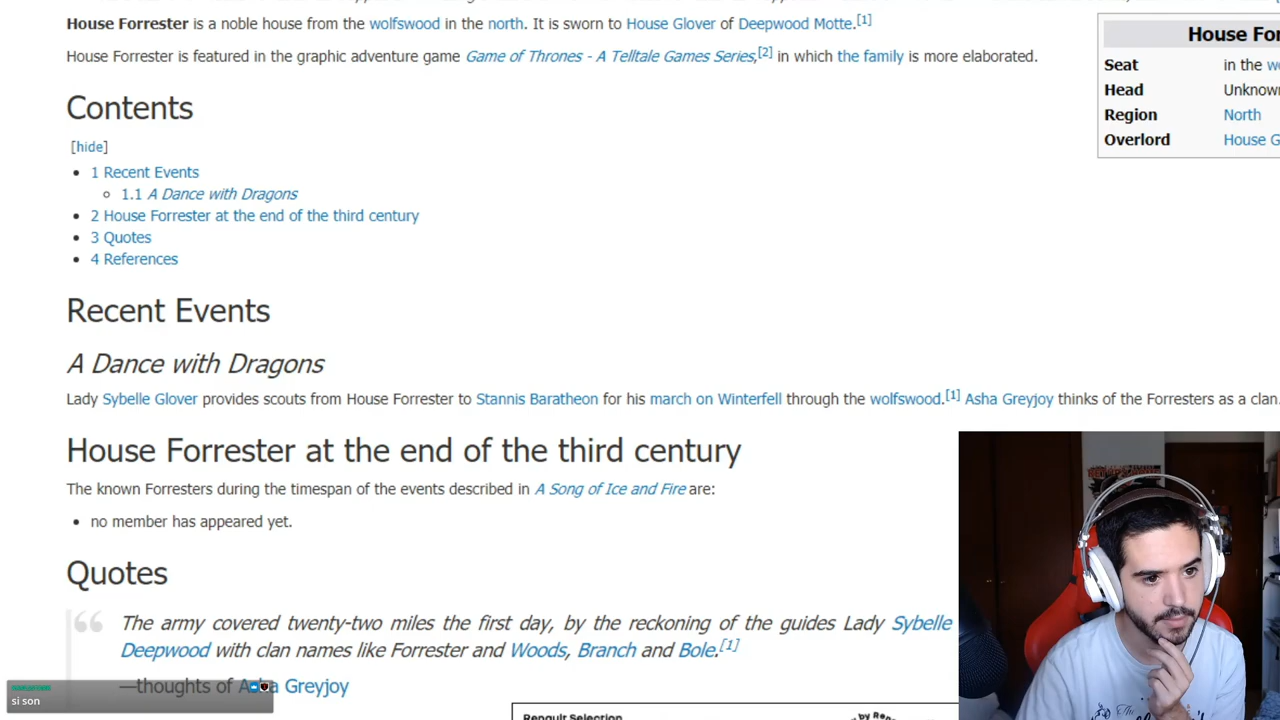 House Forrester is a noble house from the wolfswood in the north. It is sworn to House Glover of Deepwood Motte.[1]
House Forrester is featured in the graphic adventure game Game of Thrones - A Telltale Games Series,[2] in which the family is more elaborated.
House For
Seat in the wo
Head Unknown
Region North
Overlord House G
Contents
[hide]
1 Recent Events
1.1 A Dance with Dragons
2 House Forrester at the end of the third century
3 Quotes
4 References
Recent Events
A Dance with Dragons
Lady Sybelle Glover provides scouts from House Forrester to Stannis Baratheon for his march on Winterfell through the wolfswood.[1] Asha Greyjoy thinks of the Forresters as a clan.
House Forrester at the end of the third century
The known Forresters during the timespan of the events described in A Song of Ice and Fire are:
no member has appeared yet.
Quotes
The army covered twenty-two miles the first day, by the reckoning of the guides Lady Sybelle
Deepwood with clan names like Forrester and Woods, Branch and Bole.[1]
—thoughts of Asha Greyjoy
si son